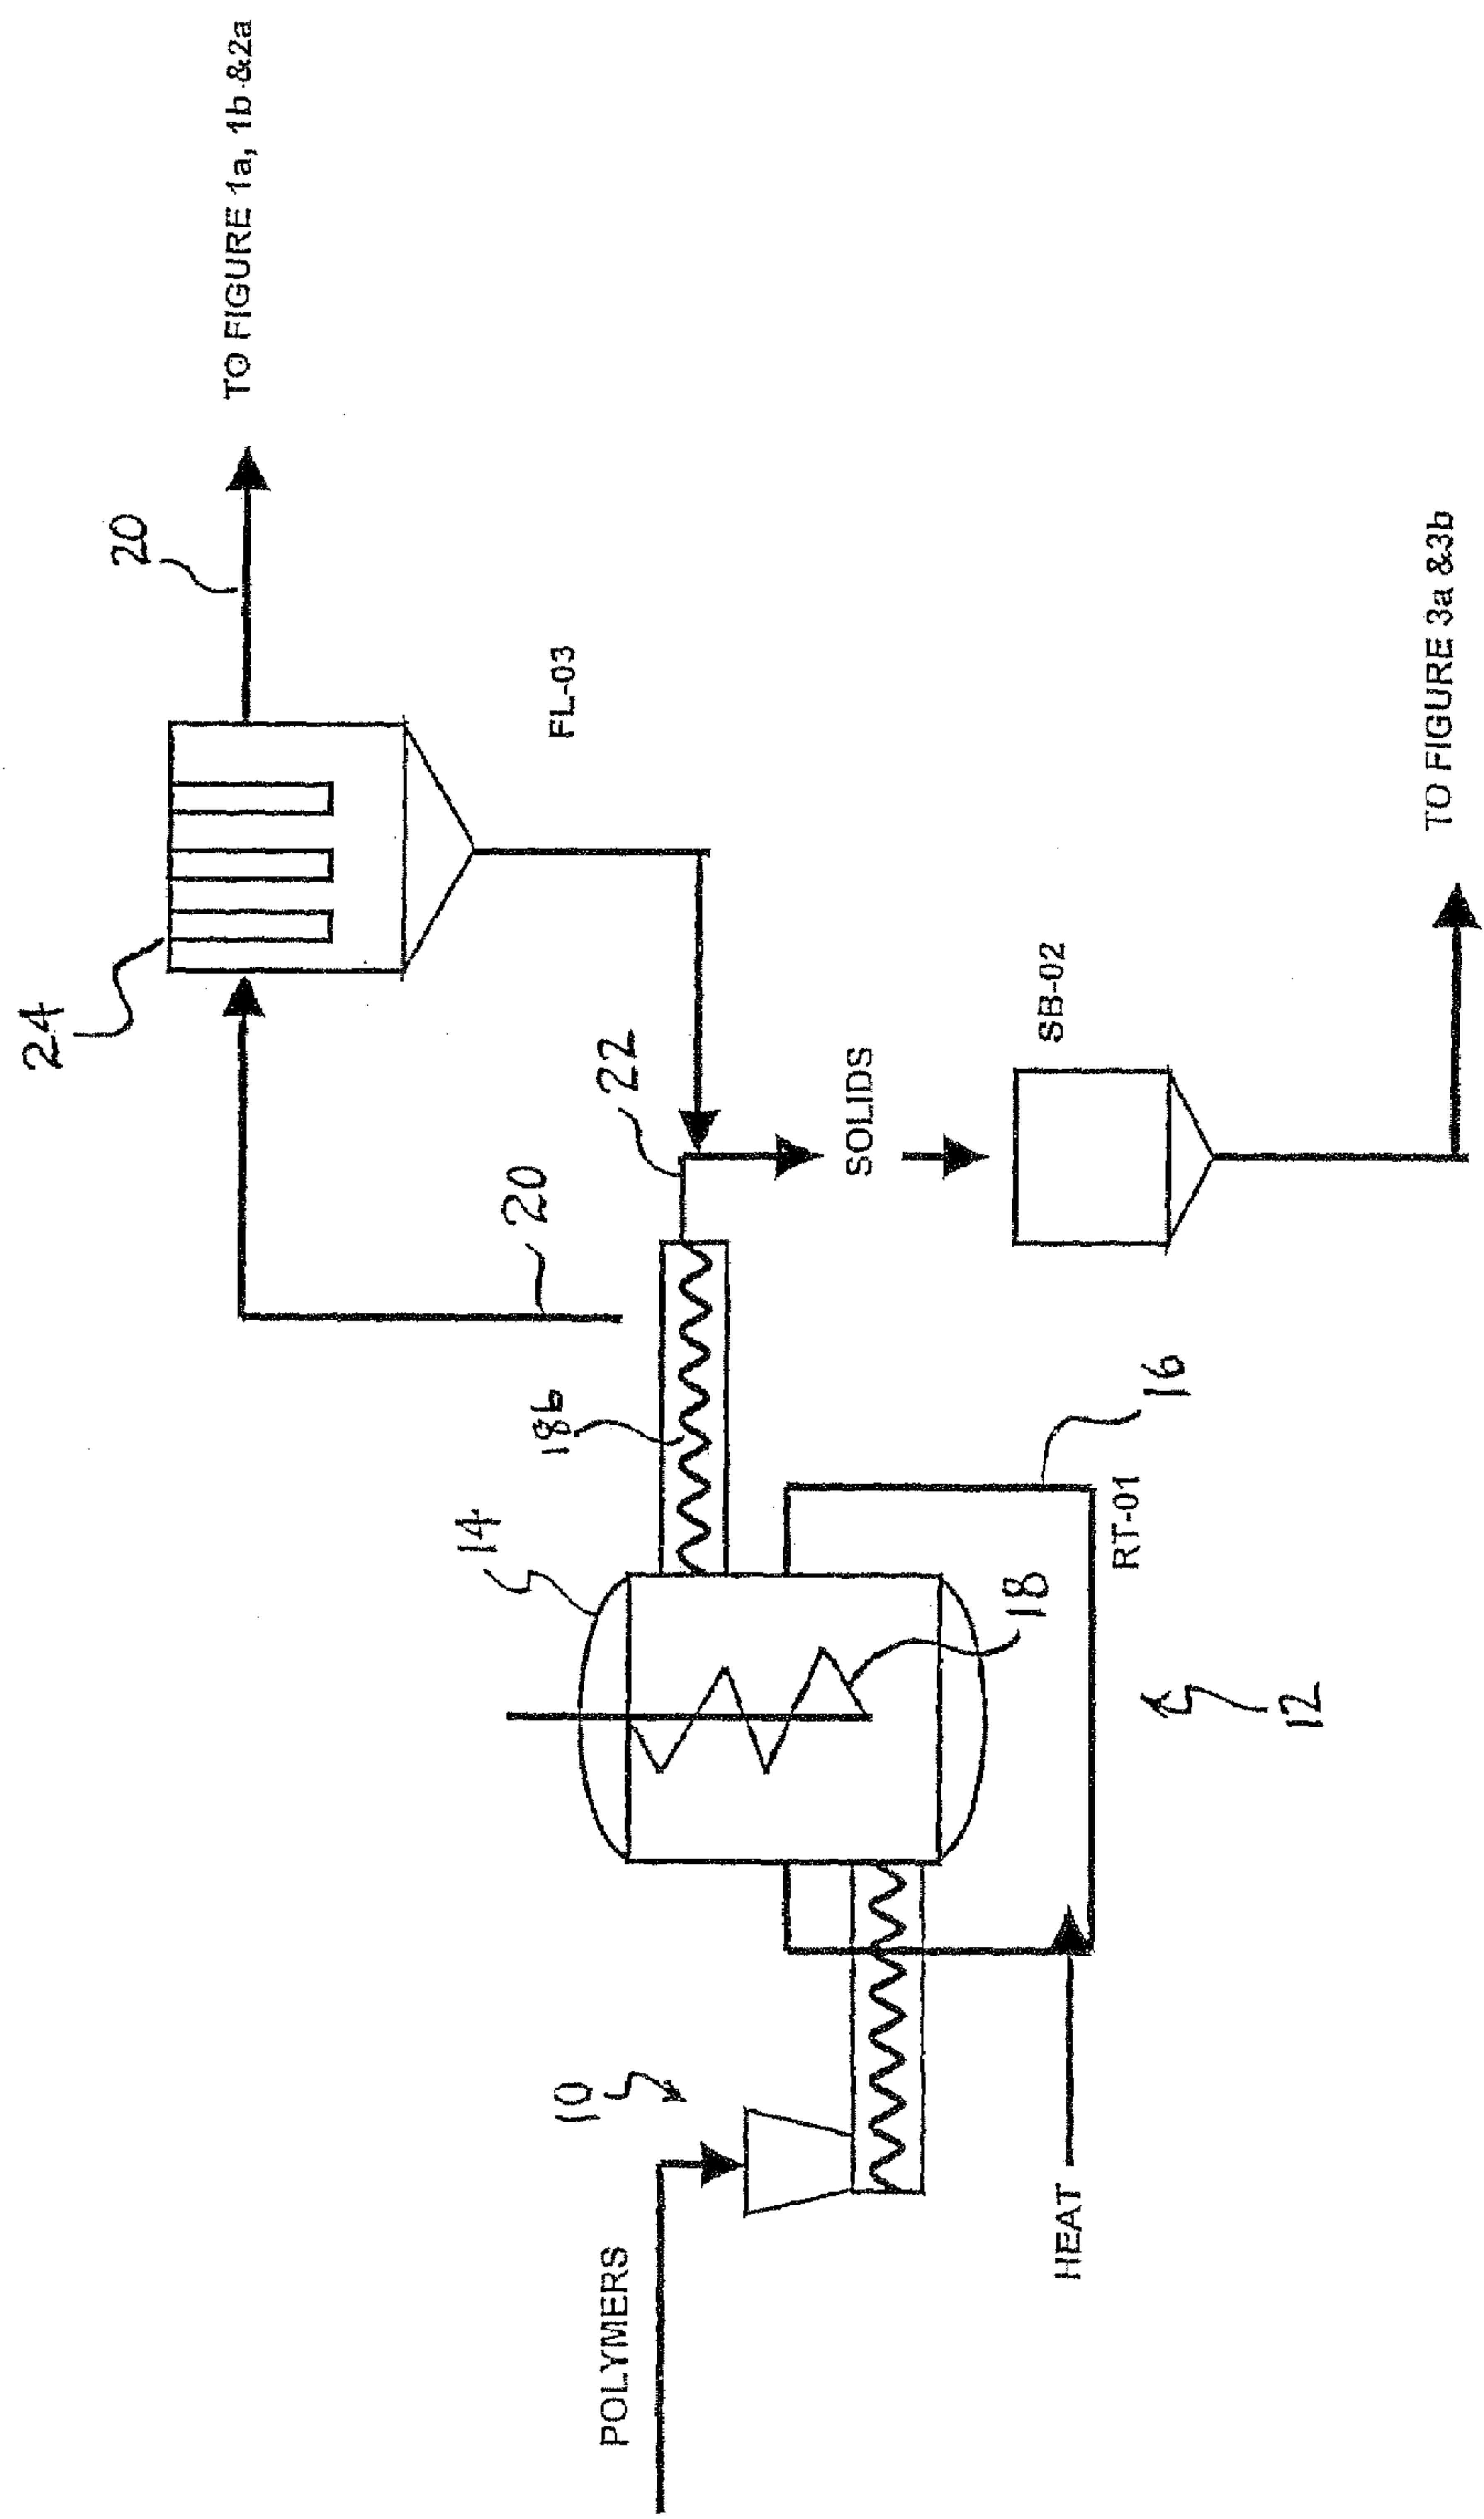 24
20
TO FIGURE 1a, 1b &2a
20
22
FL-03
POLYMERS
10
14
18b
SOLIDS
SB-02
HEAT
18
RT-01
16
12
TO FIGURE 3a &3b